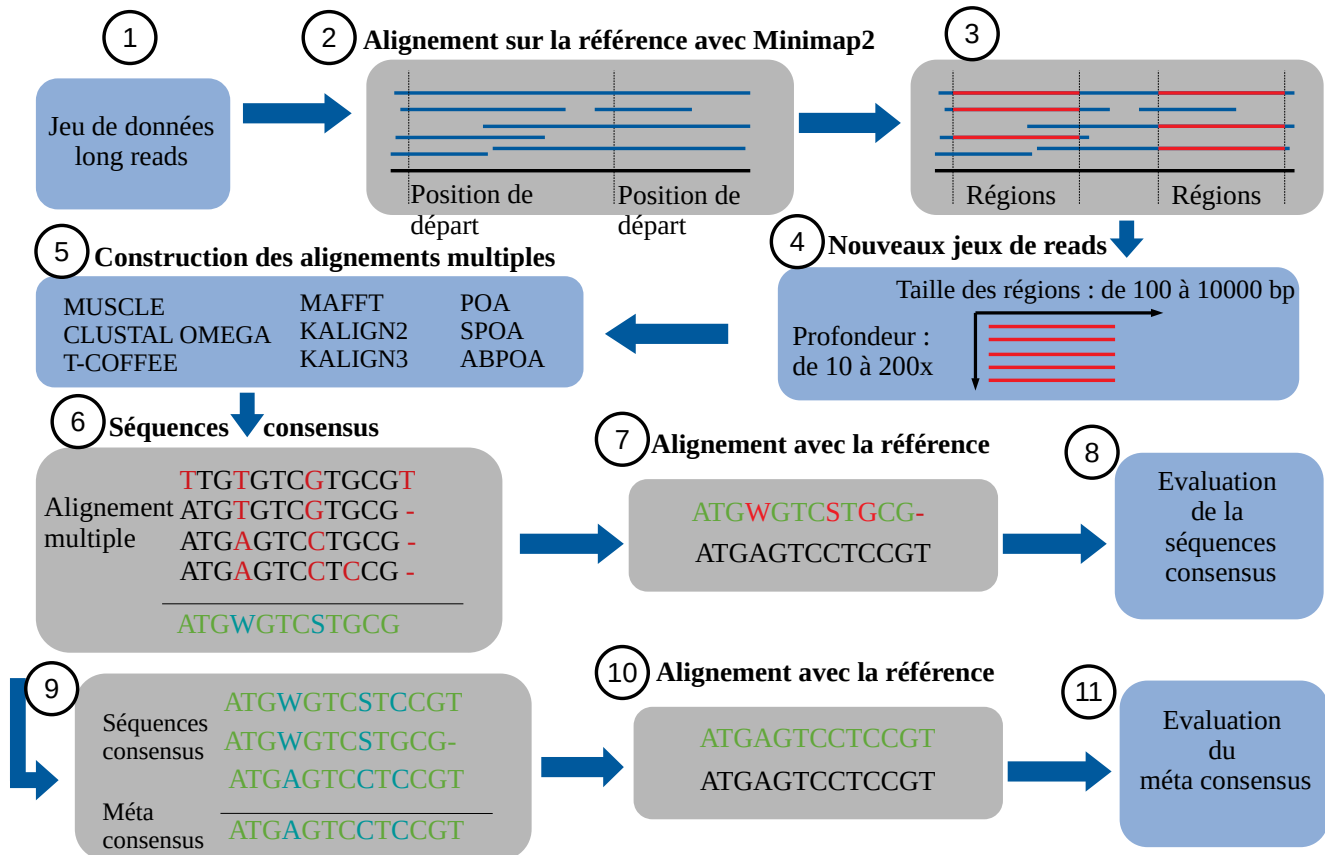 1
Jeu de données
long reads
2
Alignement sur la référence avec Minimap2
Position de
départ
Position de
départ
3
Régions
Régions
4
Nouveaux jeux de reads
Taille des régions : de 100 à 10000 bp
Profondeur :
de 10 à 200x
5
Construction des alignements multiples
MUSCLE
CLUSTAL OMEGA
T-COFFEE
MAFFT
KALIGN2
KALIGN3
POA
SPOA
ABPOA
6
Séquences consensus
Alignement
multiple
TTGTGTCGTGCGT
ATGTGTCGTGCG -
ATGAGTCCTGCG -
ATGAGTCCTCCG -
ATGWGTCSTGCG
7
Alignement avec la référence
ATGWGTCSTGCG-
ATGAGTCCTCCGT
8
Evaluation
de la
séquences
consensus
9
Séquences
consensus
ATGWGTCSTCCGT
ATGWGTCSTGCG-
ATGAGTCCTCCGT
Méta
consensus
ATGAGTCCTCCGT
10
Alignement avec la référence
ATGAGTCCTCCGT
ATGAGTCCTCCGT
11
Evaluation
du
méta consensus